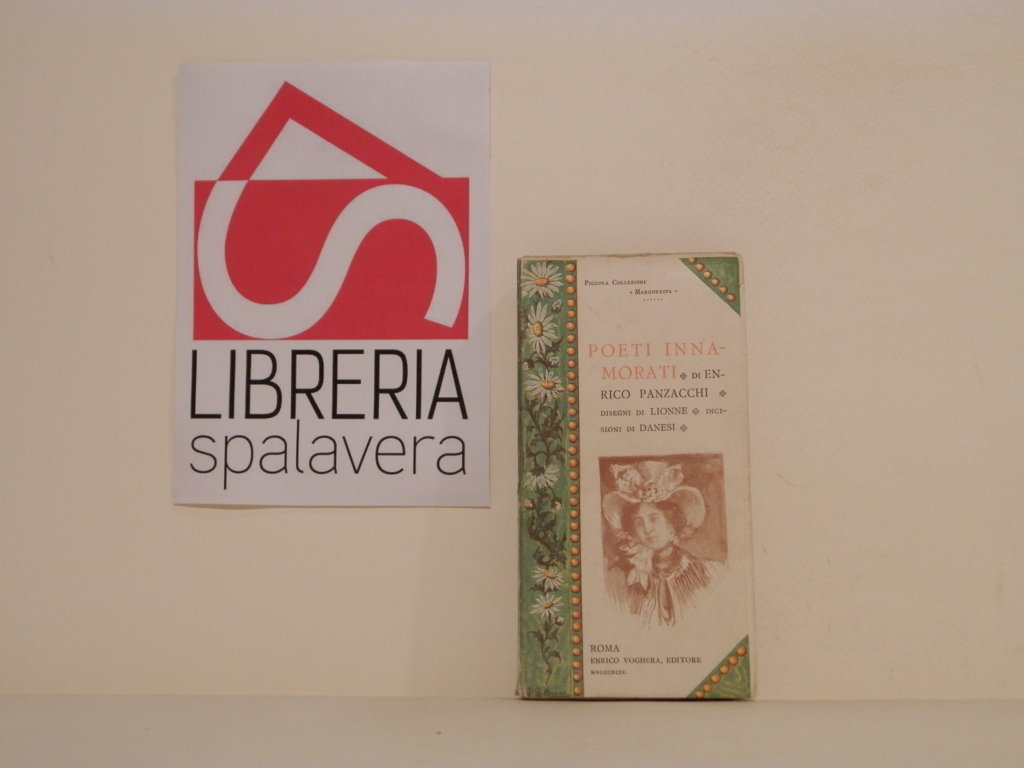 LIBRERIA
spalavera
PICCOLA COLLEZIONE
« MARGHERITA »
POETI INNA-
MORATI ❖ DI EN-
RICO PANZACCHI ❖
DISEGNI DI LIONNE ❖ INCI-
SIONI DI DANESI ❖
ROMA
ENRICO VOGHERA, EDITORE